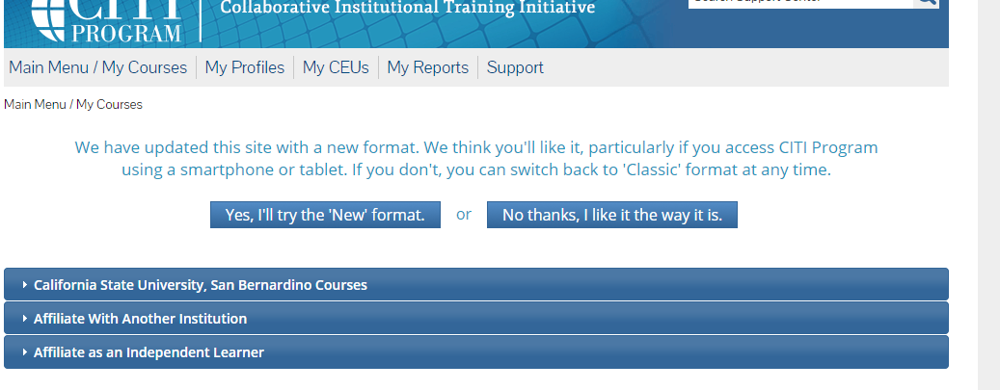 CITI
Collaborative Institutional Training Initiative
Search Support Center
PROGRAM
Main Menu / My Courses
My Profiles
My CEUs
My Reports
Support
Main Menu / My Courses
We have updated this site with a new format. We think you'll like it, particularly if you access CITI Program
using a smartphone or tablet. If you don't, you can switch back to 'Classic' format at any time.
Yes, I'll try the 'New' format.
or
No thanks, I like it the way it is.
California State University, San Bernardino Courses
Affiliate With Another Institution
Affiliate as an Independent Learner